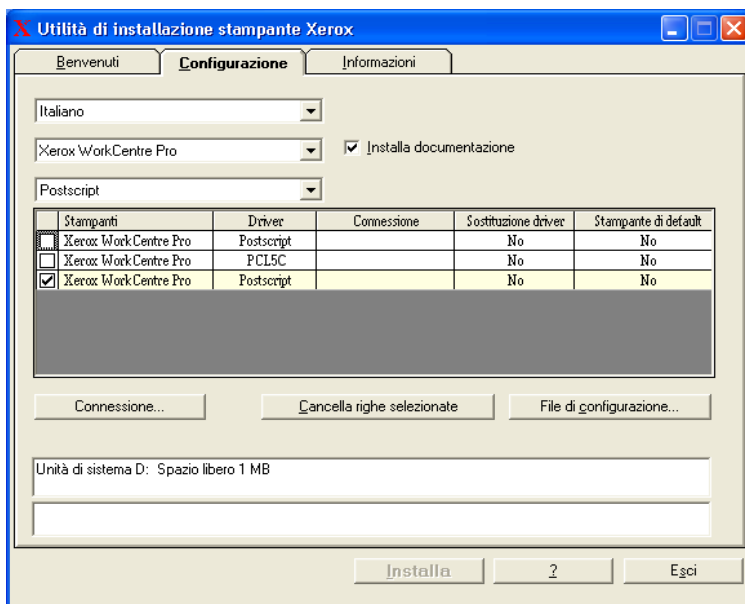 X Utilità di installazione stampante Xerox
Benvenuti Configurazione Informazioni
Italiano
Xerox WorkCentre Pro Installa documentazione
Postscript
Stampanti Driver Connessione Sostituzione driver Stampante di default
Xerox WorkCentre Pro Postscript No No
Xerox WorkCentre Pro PCL5C No No
Xerox WorkCentre Pro Postscript No No
Connessione... Cancella righe selezionate File di configurazione...
Unità di sistema D: Spazio libero 1 MB
Installa ? Esci